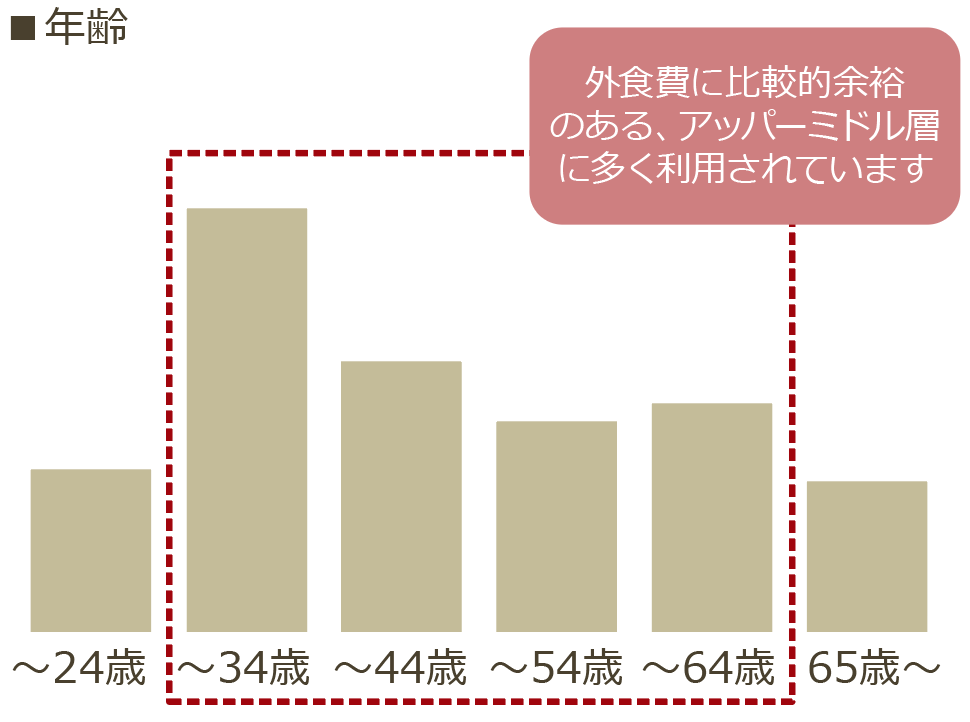 ■ 年齢
外食費に比較的余裕
のある、アッパーミドル層
に多く利用されています
～24歳 ～34歳 ～44歳 ～54歳 ～64歳 65歳～